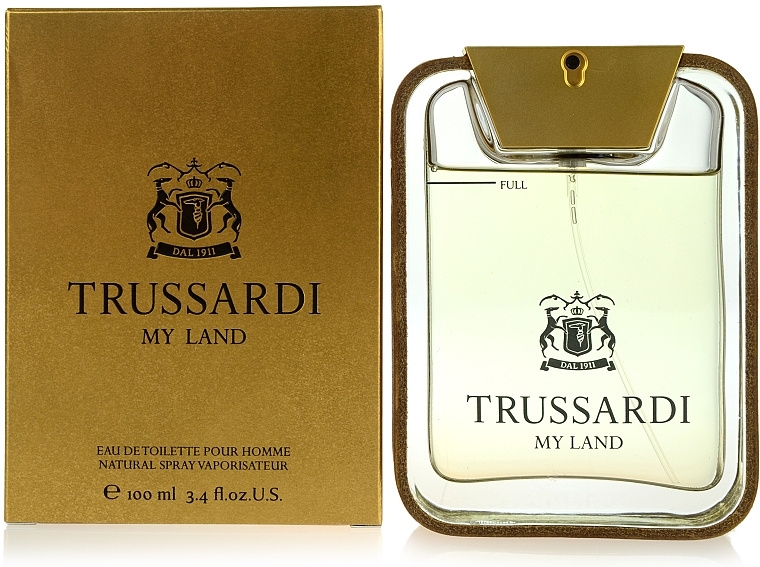 DAL 1911
TRUSSARDI
MY LAND
EAU DE TOILETTE POUR HOMME
NATURAL SPRAY VAPORISATEUR
e 100 ml 3.4 fl.oz.U.S.
FULL
DAL 1911
TRUSSARDI
MY LAND